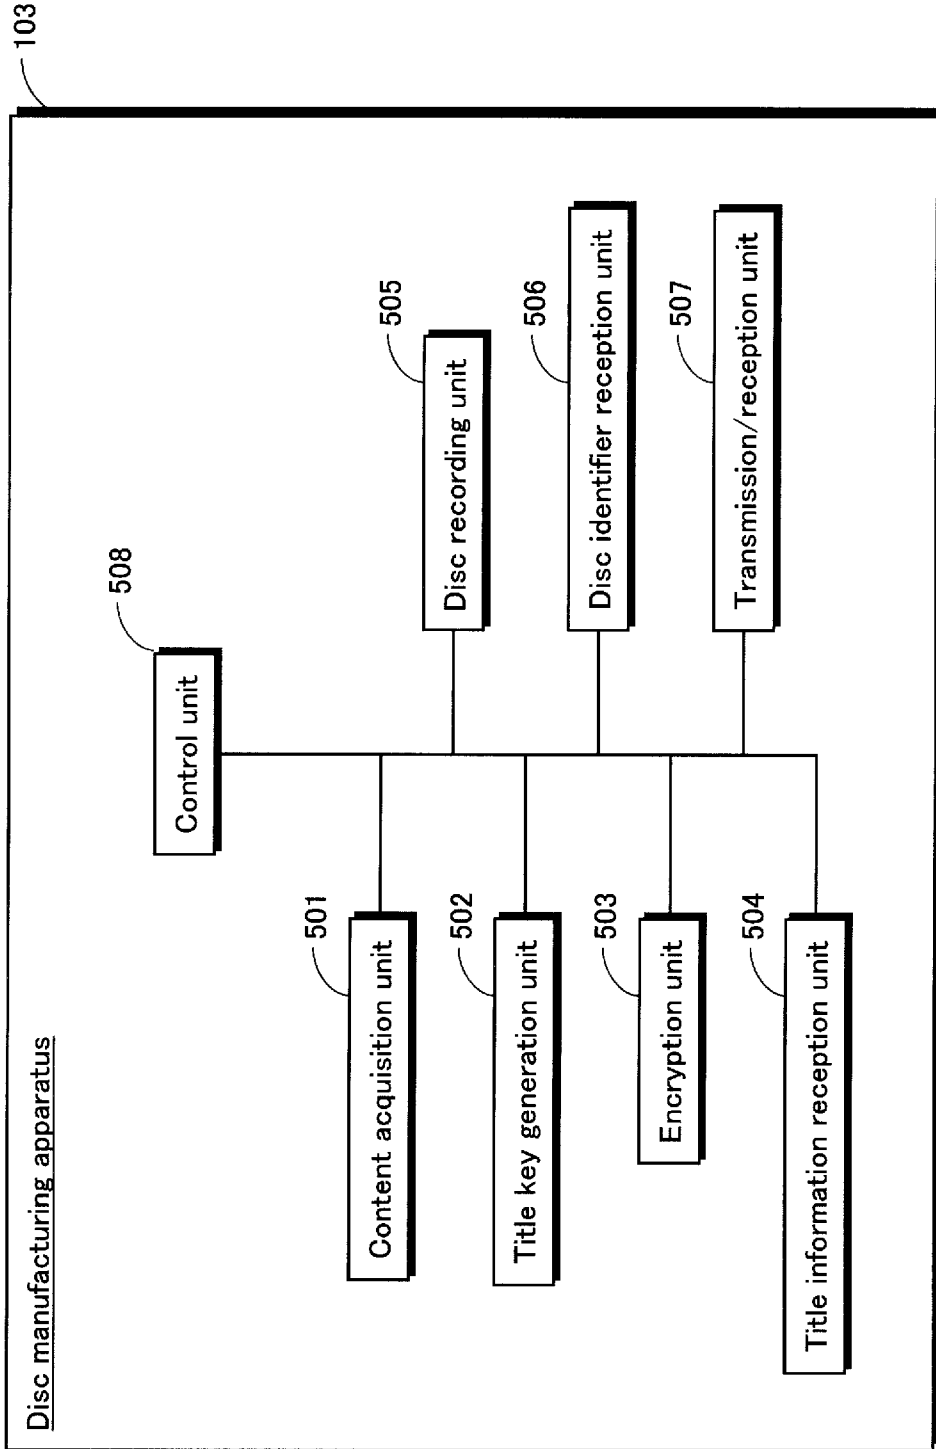 103
Disc manufacturing apparatus
508
Control unit
501
Content acquisition unit
505
Disc recording unit
502
Title key generation unit
506
Disc identifier reception unit
503
Encryption unit
507
Transmission/reception unit
504
Title information reception unit